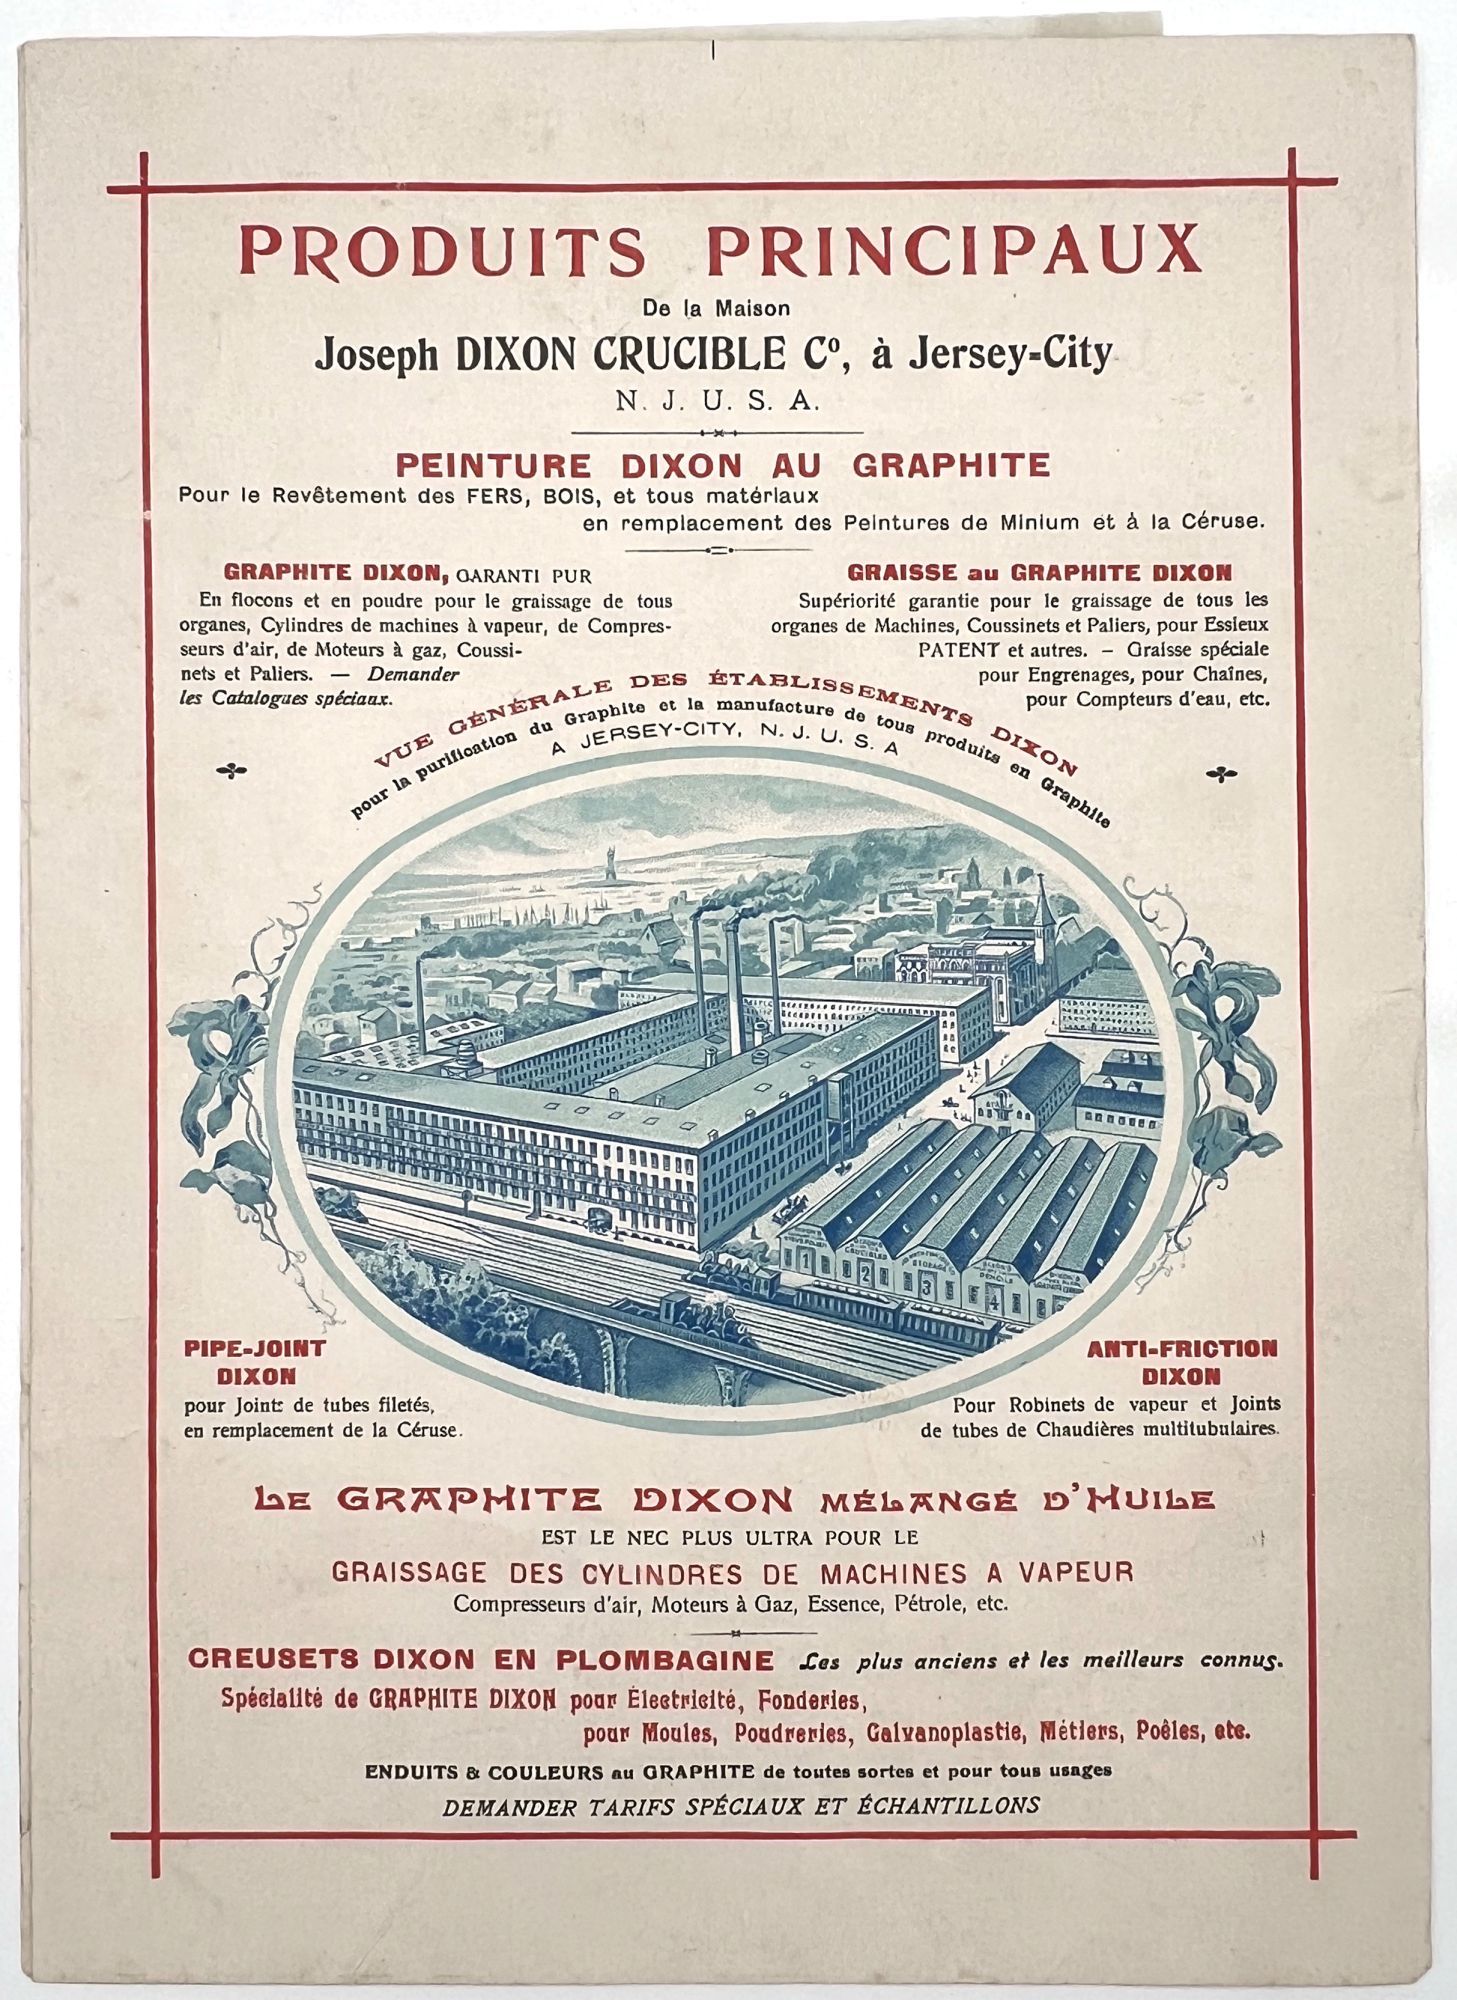 PRODUITS PRINCIPAUX
De la Maison
Joseph DIXON CRUCIBLE Cº, à Jersey-City
N. J. U. S. A.
PEINTURE DIXON AU GRAPHITE
Pour le Revêtement des FERS, BOIS, et tous matériaux
en remplacement des Peintures de Minium et à la Céruse.
GRAPHITE DIXON, GARANTI PUR
En flocons et en poudre pour le graissage de tous
organes, Cylindres de machines à vapeur, de Compres-
seurs d'air, de Moteurs à gaz, Coussi-
nets et Paliers. — Demander
les Catalogues spéciaux.
GRAISSE au GRAPHITE DIXON
Supériorité garantie pour le graissage de tous les
organes de Machines, Coussinets et Paliers, pour Essieux
PATENT et autres. – Graisse spéciale
pour Engrenages, pour Chaînes,
pour Compteurs d'eau, etc.
VUE GÉNÉRALE DES ÉTABLISSEMENTS DIXON
pour la purification du Graphite et la manufacture de tous produits en Graphite
A JERSEY-CITY, N. J. U. S. A
OFFICE
1
CRUCIBLES
2
STORAGE
3
PENCILS
4
PIPE-JOINT
DIXON
pour Joints de tubes filetés,
en remplacement de la Céruse.
ANTI-FRICTION
DIXON
Pour Robinets de vapeur et Joints
de tubes de Chaudières multitubulaires.
LE GRAPHITE DIXON MÉLANGÉ D'HUILE
EST LE NEC PLUS ULTRA POUR LE
GRAISSAGE DES CYLINDRES DE MACHINES A VAPEUR
Compresseurs d'air, Moteurs à Gaz, Essence, Pétrole, etc.
CREUSETS DIXON EN PLOMBAGINE Les plus anciens et les meilleurs connus.
Spécialité de GRAPHITE DIXON pour Électricité, Fonderies,
pour Moules, Poudreries, Galvanoplastie, Métiers, Poêles, etc.
ENDUITS & COULEURS au GRAPHITE de toutes sortes et pour tous usages
DEMANDER TARIFS SPÉCIAUX ET ÉCHANTILLONS